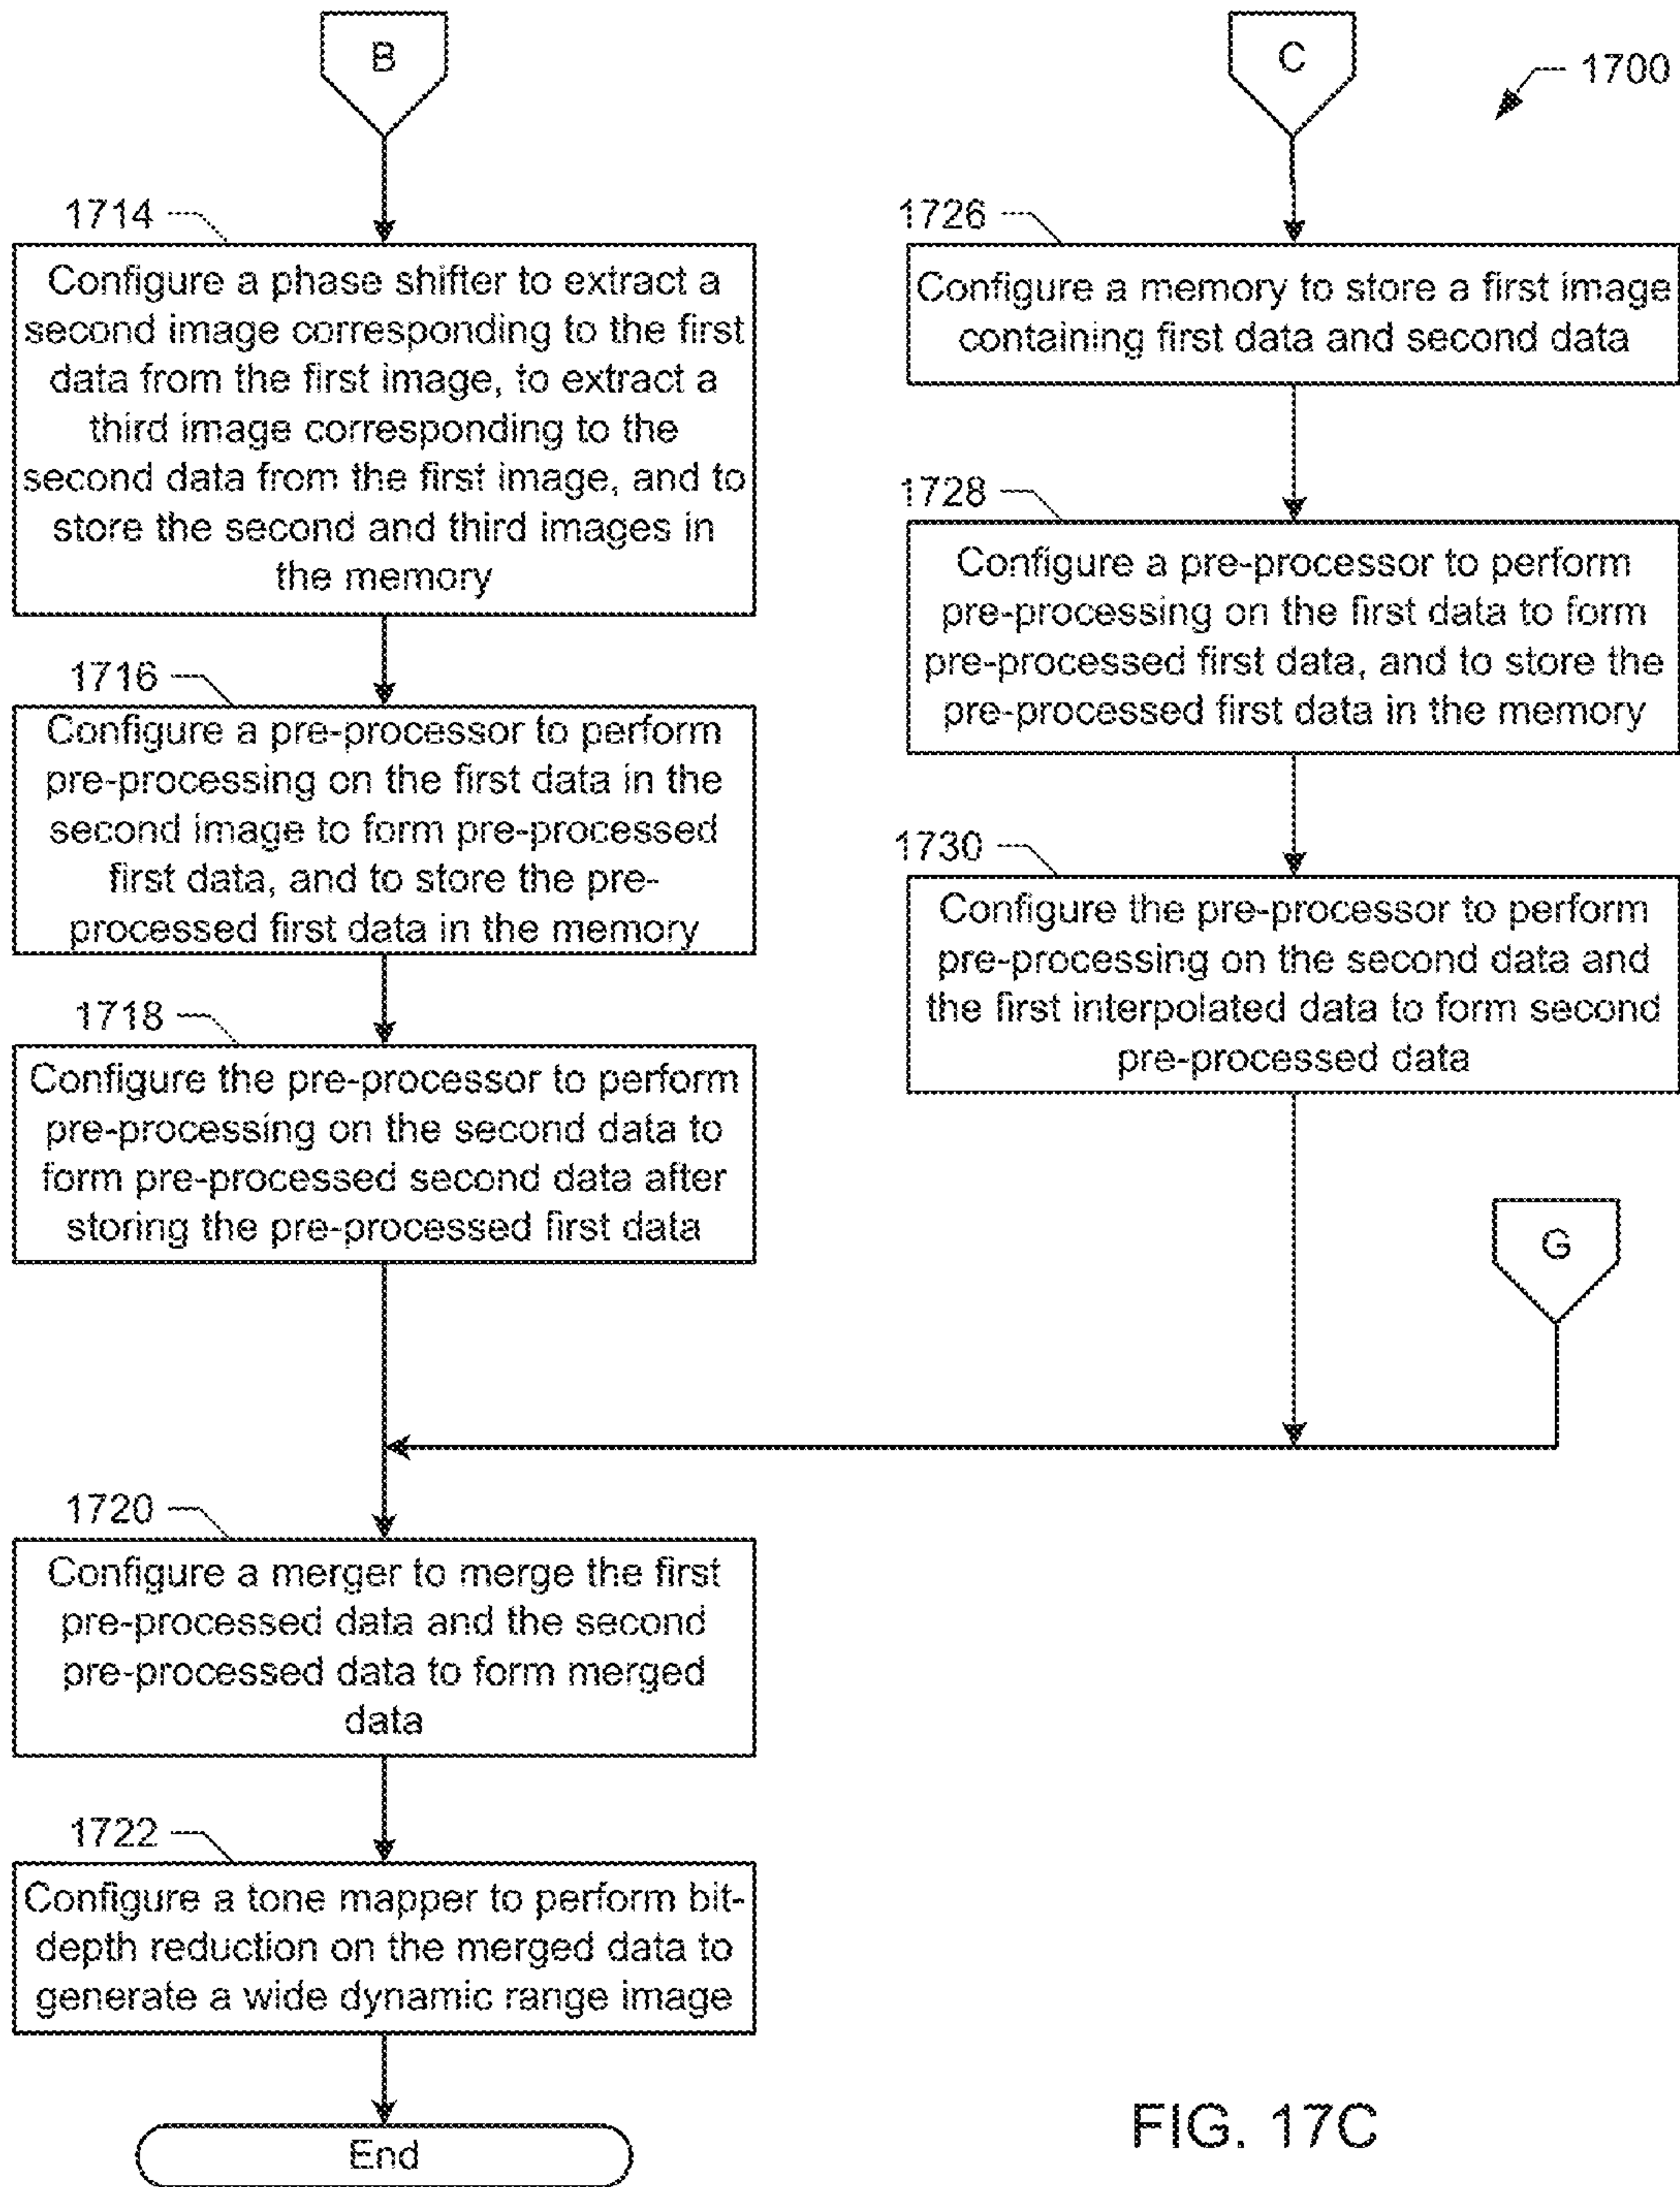 B
C
1700
1714
Configure a phase shifter to extract a
second image corresponding to the first
data from the first image, to extract a
third image corresponding to the
second data from the first image, and to
store the second and third images in
the memory
1716
Configure a pre-processor to perform
pre-processing on the first data in the
second image to form pre-processed
first data, and to store the pre-
processed first data in the memory
1718
Configure the pre-processor to perform
pre-processing on the second data to
form pre-processed second data after
storing the pre-processed first data
1726
Configure a memory to store a first image
containing first data and second data
1728
Configure a pre-processor to perform
pre-processing on the first data to form
pre-processed first data, and to store the
pre-processed first data in the memory
1730
Configure the pre-processor to perform
pre-processing on the second data and
the first interpolated data to form second
pre-processed data
G
1720
Configure a merger to merge the first
pre-processed data and the second
pre-processed data to form merged
data
1722
Configure a tone mapper to perform bit-
depth reduction on the merged data to
generate a wide dynamic range image
End
FIG. 17C